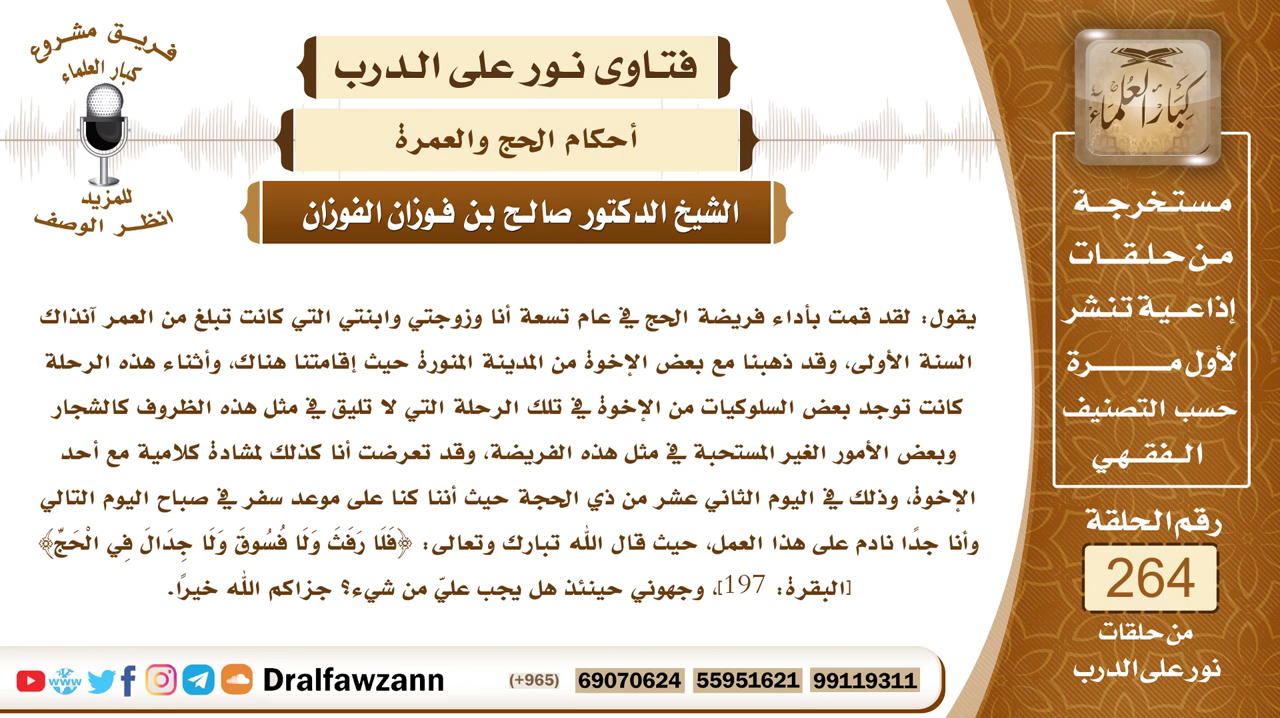 فريق مشروع
كبار العلماء
للمزيد
انظر الوصف
فتاوى نور على الدرب
أحكام الحج والعمرة
الشيخ الدكتور صالح بن فوزان الفوزان
يقول: لقد قمت بأداء فريضة الحج في عام تسعة أنا وزوجتي وابنتي التي كانت تبلغ من العمر آنذاك
السنة الأولى، وقد ذهبنا مع بعض الإخوة من المدينة المنورة حيث إقامتنا هناك، وأثناء هذه الرحلة
كانت توجد بعض السلوكيات من الإخوة في تلك الرحلة التي لا تليق في مثل هذه الظروف كالشجار
وبعض الأمور الغير المستحبة في مثل هذه الفريضة، وقد تعرضت أنا كذلك لمشادة كلامية مع أحد
الإخوة، وذلك في اليوم الثاني عشر من ذي الحجة حيث أننا كنا على موعد سفر في صباح اليوم التالي
وأنا جدًا نادم على هذا العمل، حيث قال الله تبارك وتعالى: ﴿فَلَا رَفَثَ وَلَا فُسُوقَ وَلَا جِدَالَ فِي الْحَجِّ﴾
[البقرة: 197]، وجهوني حينئذ هل يجب عليّ من شيء؟ جزاكم الله خيرًا.
كِبَارُ العُلَمَاء
مستخرجة
من حلقات
إذاعية تنشر
لأول مرة
حسب التصنيف
الفقهي
رقم الحلقة
264
من حلقات
نور على الدرب
www
Dralfawzann
(+965) 69070624 55951621 99119311